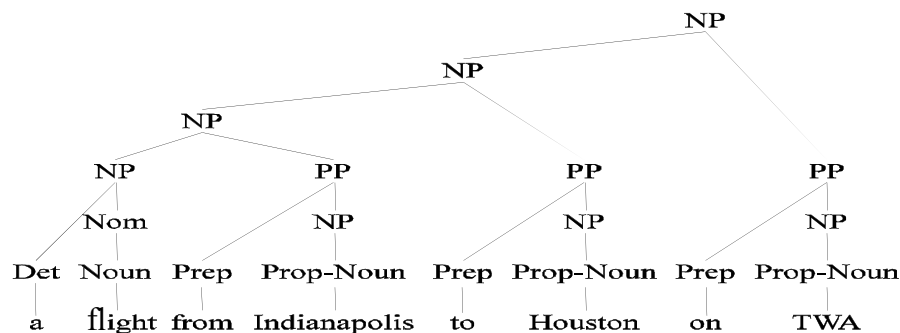 NP
NP
NP
NP PP PP PP
Nom NP NP NP
Det Noun Prep Prop-Noun Prep Prop-Noun Prep Prop-Noun
a flight from Indianapolis to Houston on TWA